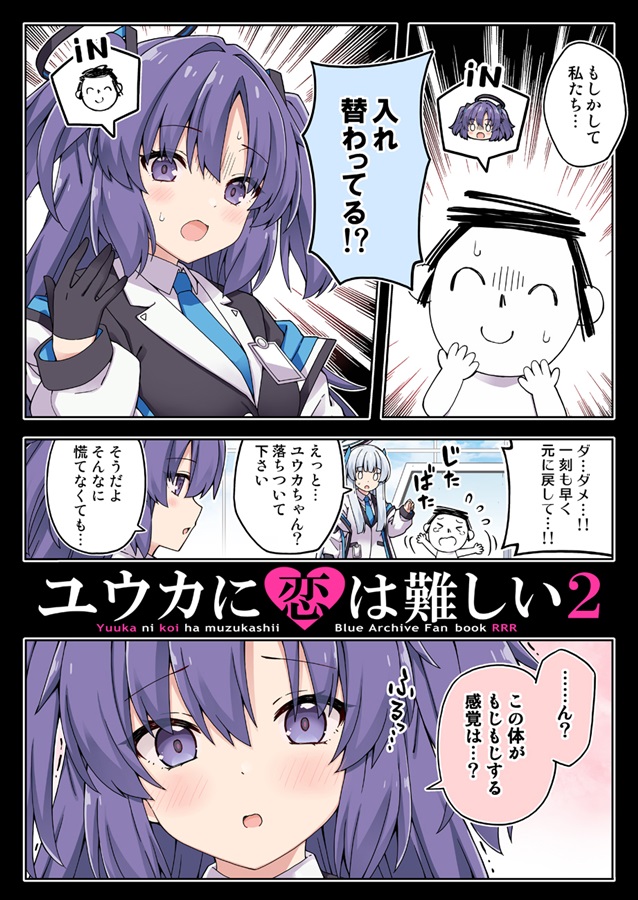 もしかして
私たち…
iN
入れ
替わってる!?
iN
ダ…ダメ…!!
一刻も早く
元に戻して…!!
じた
ばた
えっと…
ユウカちゃん?
落ちついて
下さい
そうだよ
そんなに
慌てなくても…
ユウカに恋は難しい2
Yuuka ni koi ha muzukashii
Blue Archive Fan book RRR
……ん?
この体が
もじもじする
感覚は…?
ふるっ…